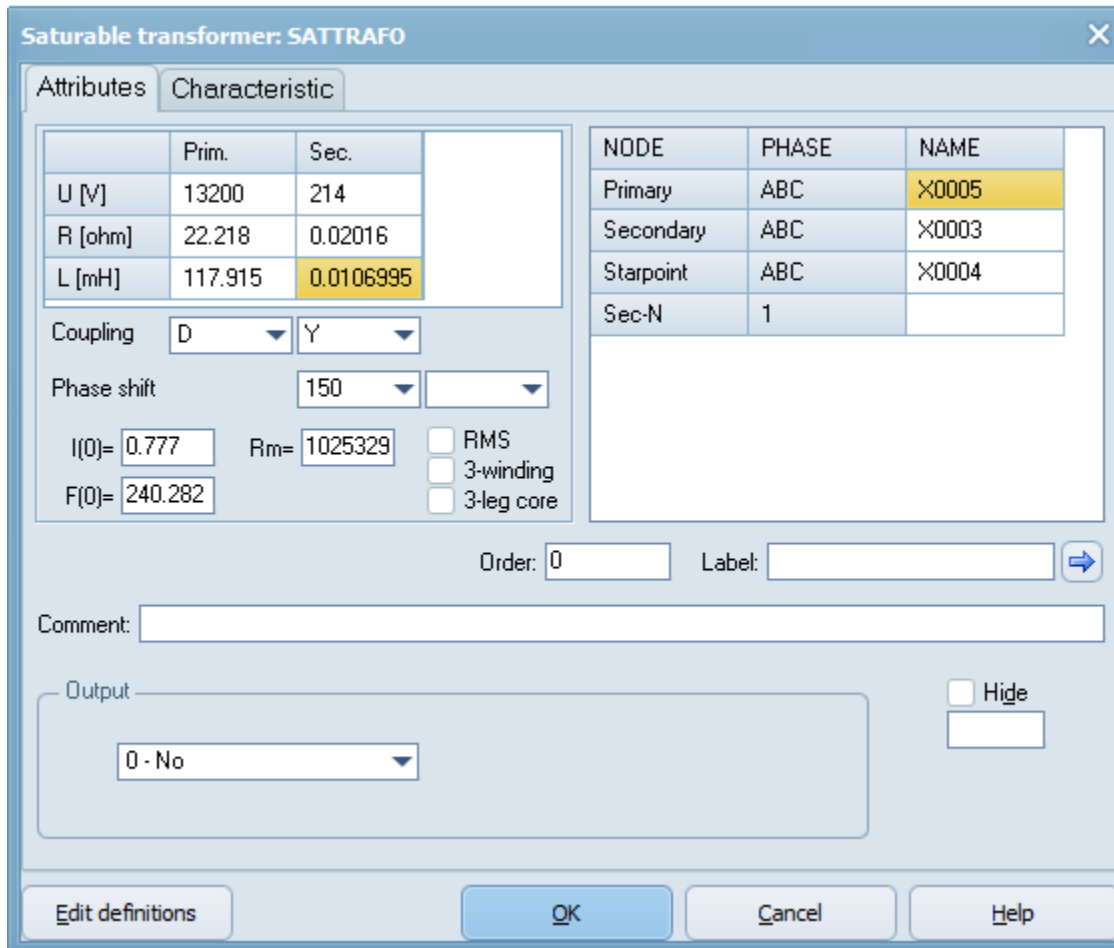 Saturable transformer: SATTRAFO
Attributes Characteristic
Prim. Sec.
U [V] 13200 214
R [ohm] 22.218 0.02016
L [mH] 117.915 0.0106995
Coupling D Y
Phase shift 150
I(0)= 0.777 Rm= 1025329
F(0)= 240.282
RMS
3-winding
3-leg core
NODE PHASE NAME
Primary ABC X0005
Secondary ABC X0003
Starpoint ABC X0004
Sec-N 1
Order: 0 Label:
Comment:
Output
0 - No
Hide
Edit definitions OK Cancel Help